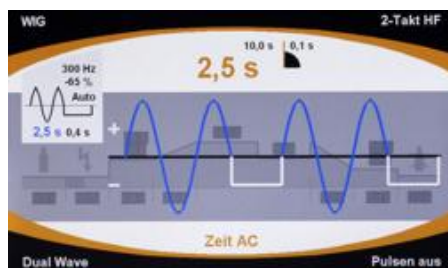 WIG
2-Takt HF
10,0 s 0,1 s
2,5 s
300 Hz
-65 %
Auto
2,5 s 0,4 s
+
−
Zeit AC
Dual Wave
Pulsen aus